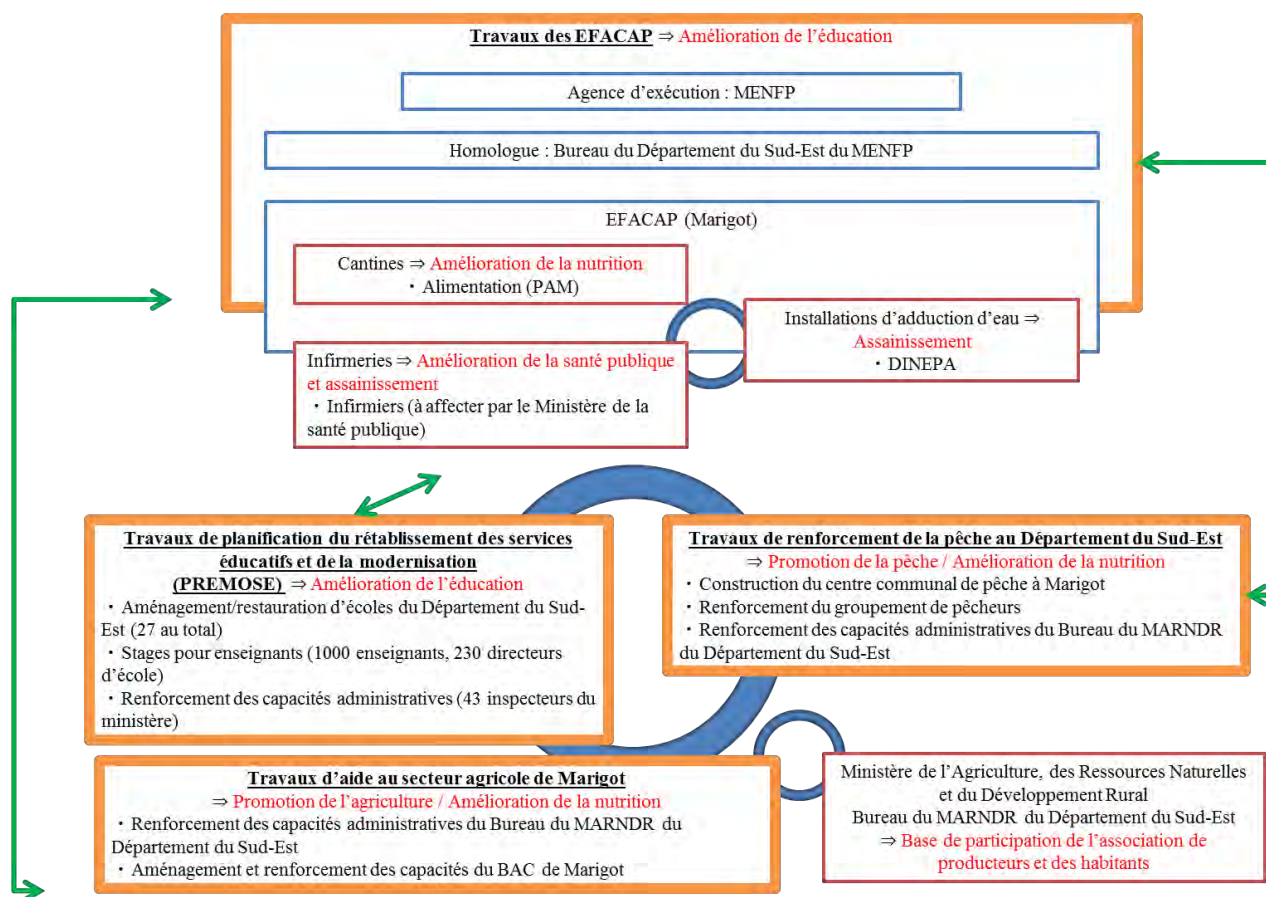 Travaux des EFACAP ⇒ Amélioration de l'éducation
Agence d'exécution : MENFP
Homologue : Bureau du Département du Sud-Est du MENFP
EFACAP (Marigot)
Cantines ⇒ Amélioration de la nutrition
・Alimentation (PAM)
Installations d'adduction d'eau ⇒
Assainissement
・DINEPA
Infirmeries ⇒ Amélioration de la santé publique
et assainissement
・Infirmiers (à affecter par le Ministère de la
santé publique)
Travaux de planification du rétablissement des services
éducatifs et de la modernisation
(PREMOSE) ⇒ Amélioration de l'éducation
・Aménagement/restauration d'écoles du Département du Sud-
Est (27 au total)
・Stages pour enseignants (1000 enseignants, 230 directeurs
d'école)
・Renforcement des capacités administratives (43 inspecteurs du
ministère)
Travaux de renforcement de la pêche au Département du Sud-Est
⇒ Promotion de la pêche / Amélioration de la nutrition
・Construction du centre communal de pêche à Marigot
・Renforcement du groupement de pêcheurs
・Renforcement des capacités administratives du Bureau du MARNDR
du Département du Sud-Est
Travaux d'aide au secteur agricole de Marigot
⇒ Promotion de l'agriculture / Amélioration de la nutrition
・Renforcement des capacités administratives du Bureau du MARNDR du
Département du Sud-Est
・Aménagement et renforcement des capacités du BAC de Marigot
Ministère de l'Agriculture, des Ressources Naturelles
et du Développement Rural
Bureau du MARNDR du Département du Sud-Est
⇒ Base de participation de l'association de
producteurs et des habitants